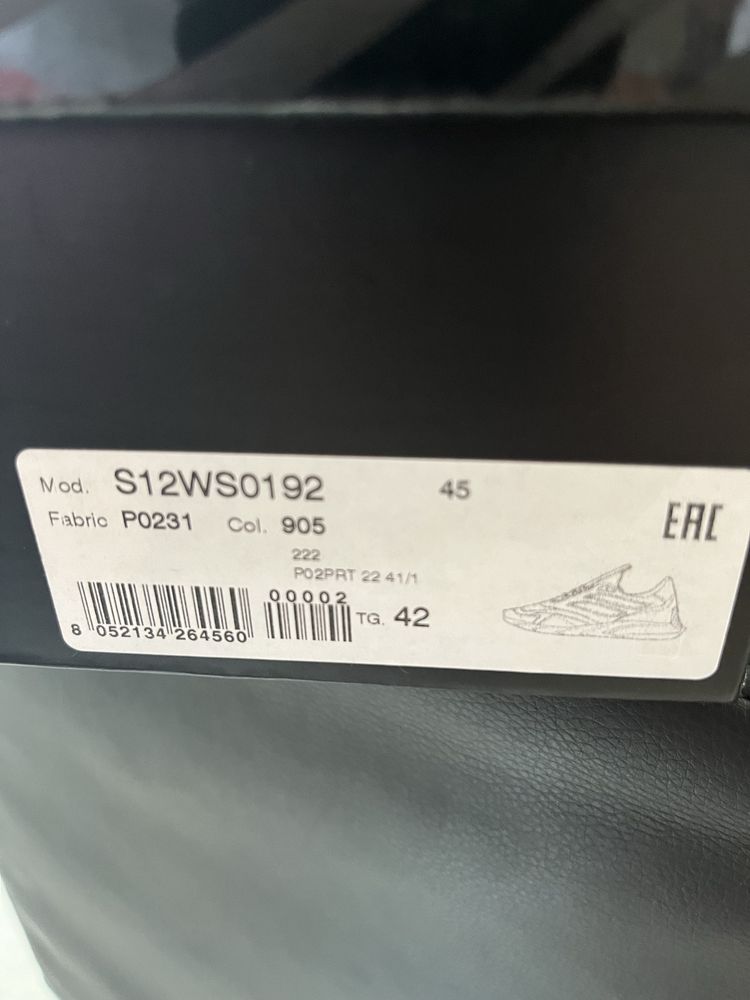 Mod. S12WS0192 45
Fabric P0231 Col. 905
EAC
222
P02PRT 22 41/1
00002
8 052134 264560
TG. 42